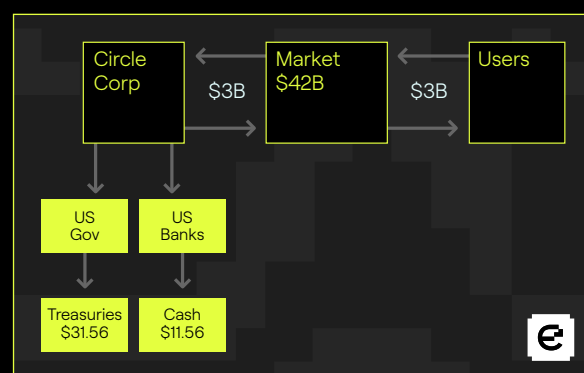 Circle
Corp
$3B
Market
$42B
$3B
Users
US
Gov
US
Banks
Treasuries
$31.56
Cash
$11.56